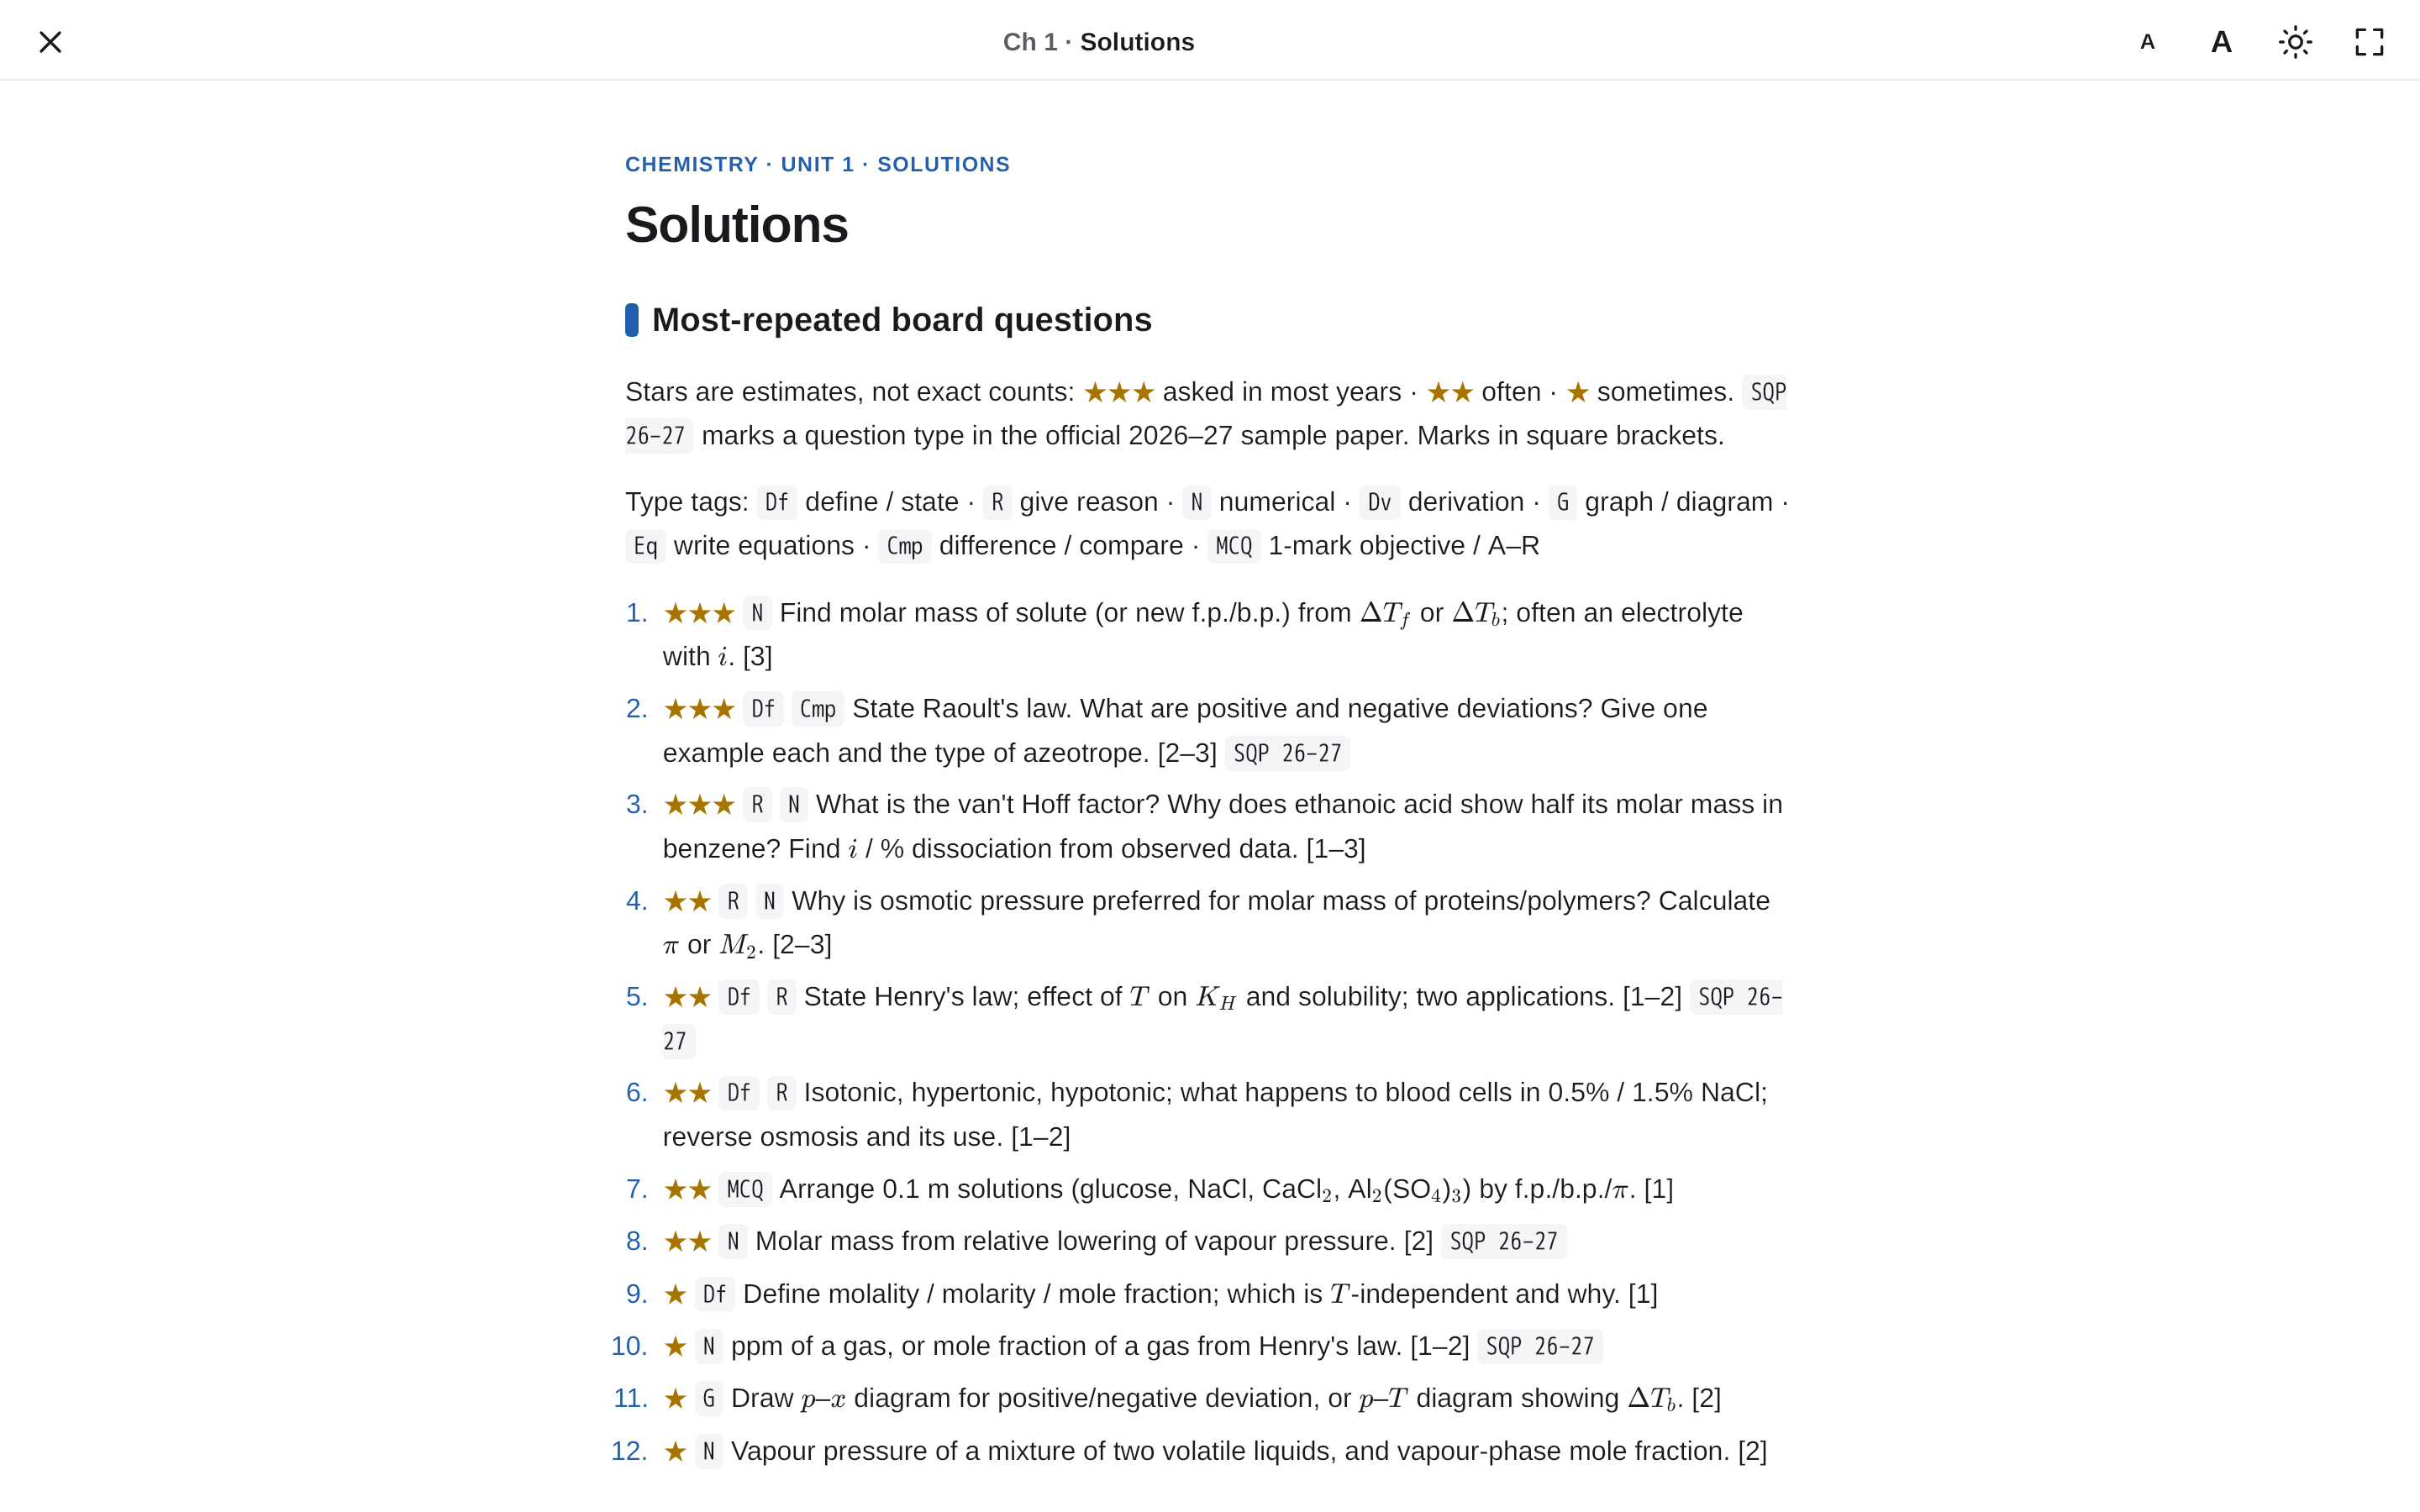 Ch 1 · Solutions
A A
CHEMISTRY · UNIT 1 · SOLUTIONS
Solutions
Most-repeated board questions
Stars are estimates, not exact counts: ★★★ asked in most years · ★★ often · ★ sometimes. SQP
26–27 marks a question type in the official 2026–27 sample paper. Marks in square brackets.
Type tags: Df define / state · R give reason · N numerical · Dv derivation · G graph / diagram ·
Eq write equations · Cmp difference / compare · MCQ 1-mark objective / A–R
1. ★★★ N Find molar mass of solute (or new f.p./b.p.) from ΔT_f or ΔT_b; often an electrolyte
with i. [3]
2. ★★★ Df Cmp State Raoult's law. What are positive and negative deviations? Give one
example each and the type of azeotrope. [2–3] SQP 26–27
3. ★★★ R N What is the van't Hoff factor? Why does ethanoic acid show half its molar mass in
benzene? Find i / % dissociation from observed data. [1–3]
4. ★★ R N Why is osmotic pressure preferred for molar mass of proteins/polymers? Calculate
π or M₂. [2–3]
5. ★★ Df R State Henry's law; effect of T on K_H and solubility; two applications. [1–2] SQP 26–
27
6. ★★ Df R Isotonic, hypertonic, hypotonic; what happens to blood cells in 0.5% / 1.5% NaCl;
reverse osmosis and its use. [1–2]
7. ★★ MCQ Arrange 0.1 m solutions (glucose, NaCl, CaCl₂, Al₂(SO₄)₃) by f.p./b.p./π. [1]
8. ★★ N Molar mass from relative lowering of vapour pressure. [2] SQP 26–27
9. ★ Df Define molality / molarity / mole fraction; which is T-independent and why. [1]
10. ★ N ppm of a gas, or mole fraction of a gas from Henry's law. [1–2] SQP 26–27
11. ★ G Draw p–x diagram for positive/negative deviation, or p–T diagram showing ΔT_b. [2]
12. ★ N Vapour pressure of a mixture of two volatile liquids, and vapour-phase mole fraction. [2]